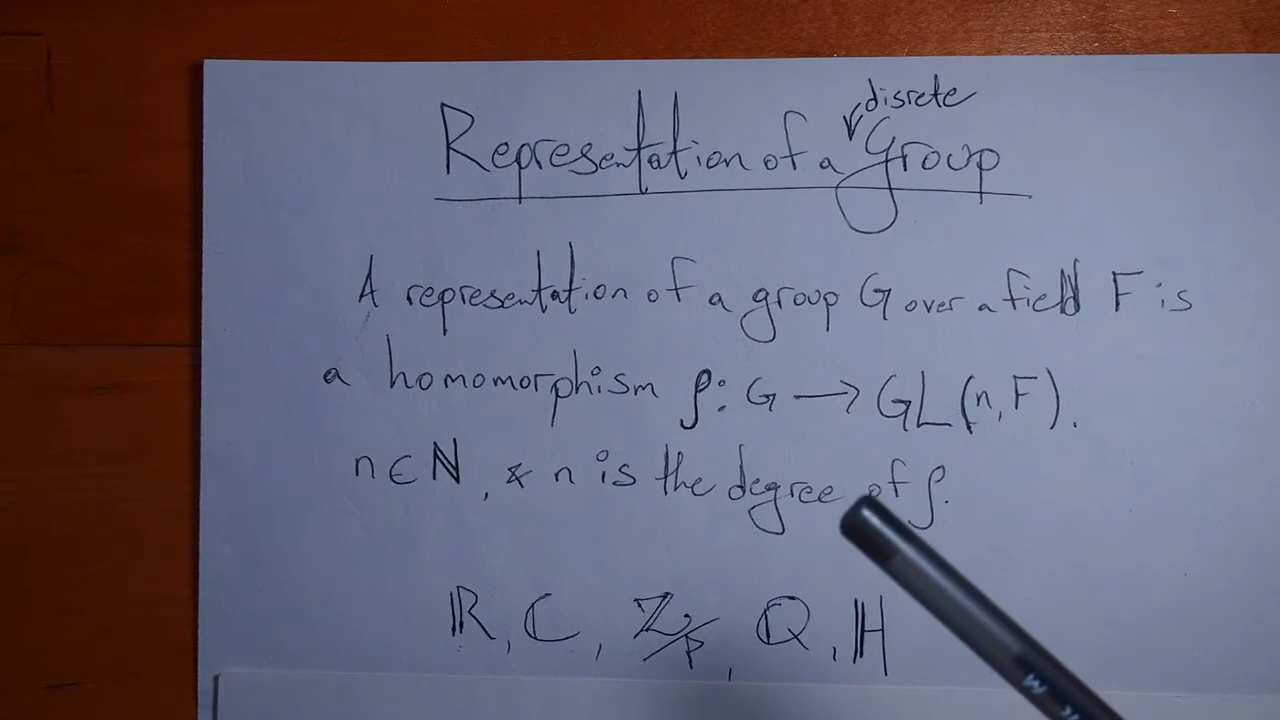 disrete
Representation of a Group
A representation of a group G over a field F is
a homomorphism ρ: G → GL(n, F).
n ∈ ℕ, & n is the degree of ρ.
ℝ, ℂ, ℤ/p, ℚ, ℍ